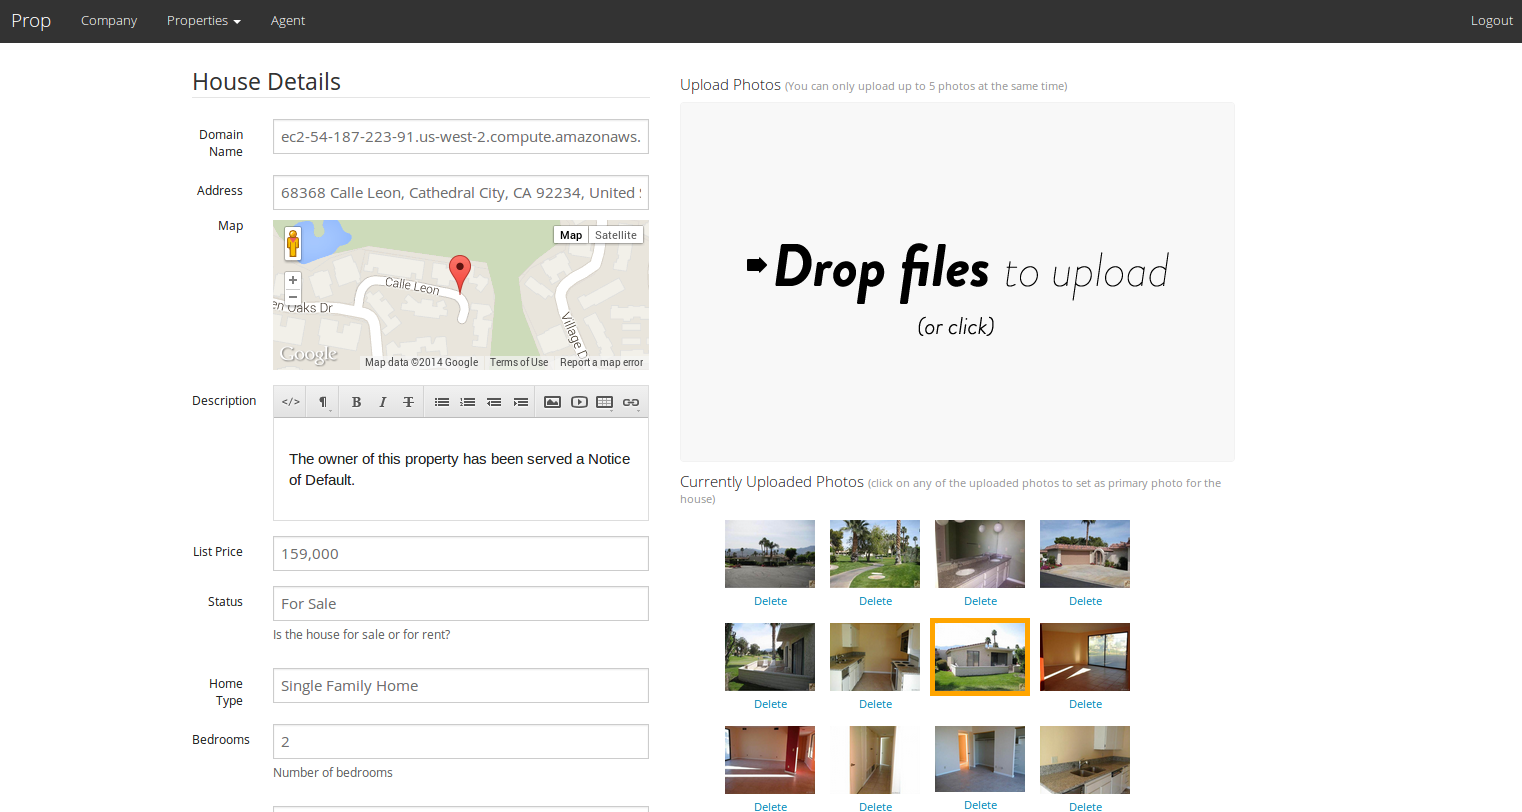 Prop Company Properties Agent Logout
House Details
Domain
Name
ec2-54-187-223-91.us-west-2.compute.amazonaws.
Address
68368 Calle Leon, Cathedral City, CA 92234, United
Map
Map Satellite
+
−
Calle Leon
en Oaks Dr
Village D
Google
Map data ©2014 Google Terms of Use Report a map error
Description
</> ¶ B I T
The owner of this property has been served a Notice
of Default.
List Price
159,000
Status
For Sale
Is the house for sale or for rent?
Home
Type
Single Family Home
Bedrooms
2
Number of bedrooms
Upload Photos (You can only upload up to 5 photos at the same time)
Drop files to upload
(or click)
Currently Uploaded Photos (click on any of the uploaded photos to set as primary photo for the
house)
Delete Delete Delete Delete
Delete Delete Delete
Delete Delete Delete Delete